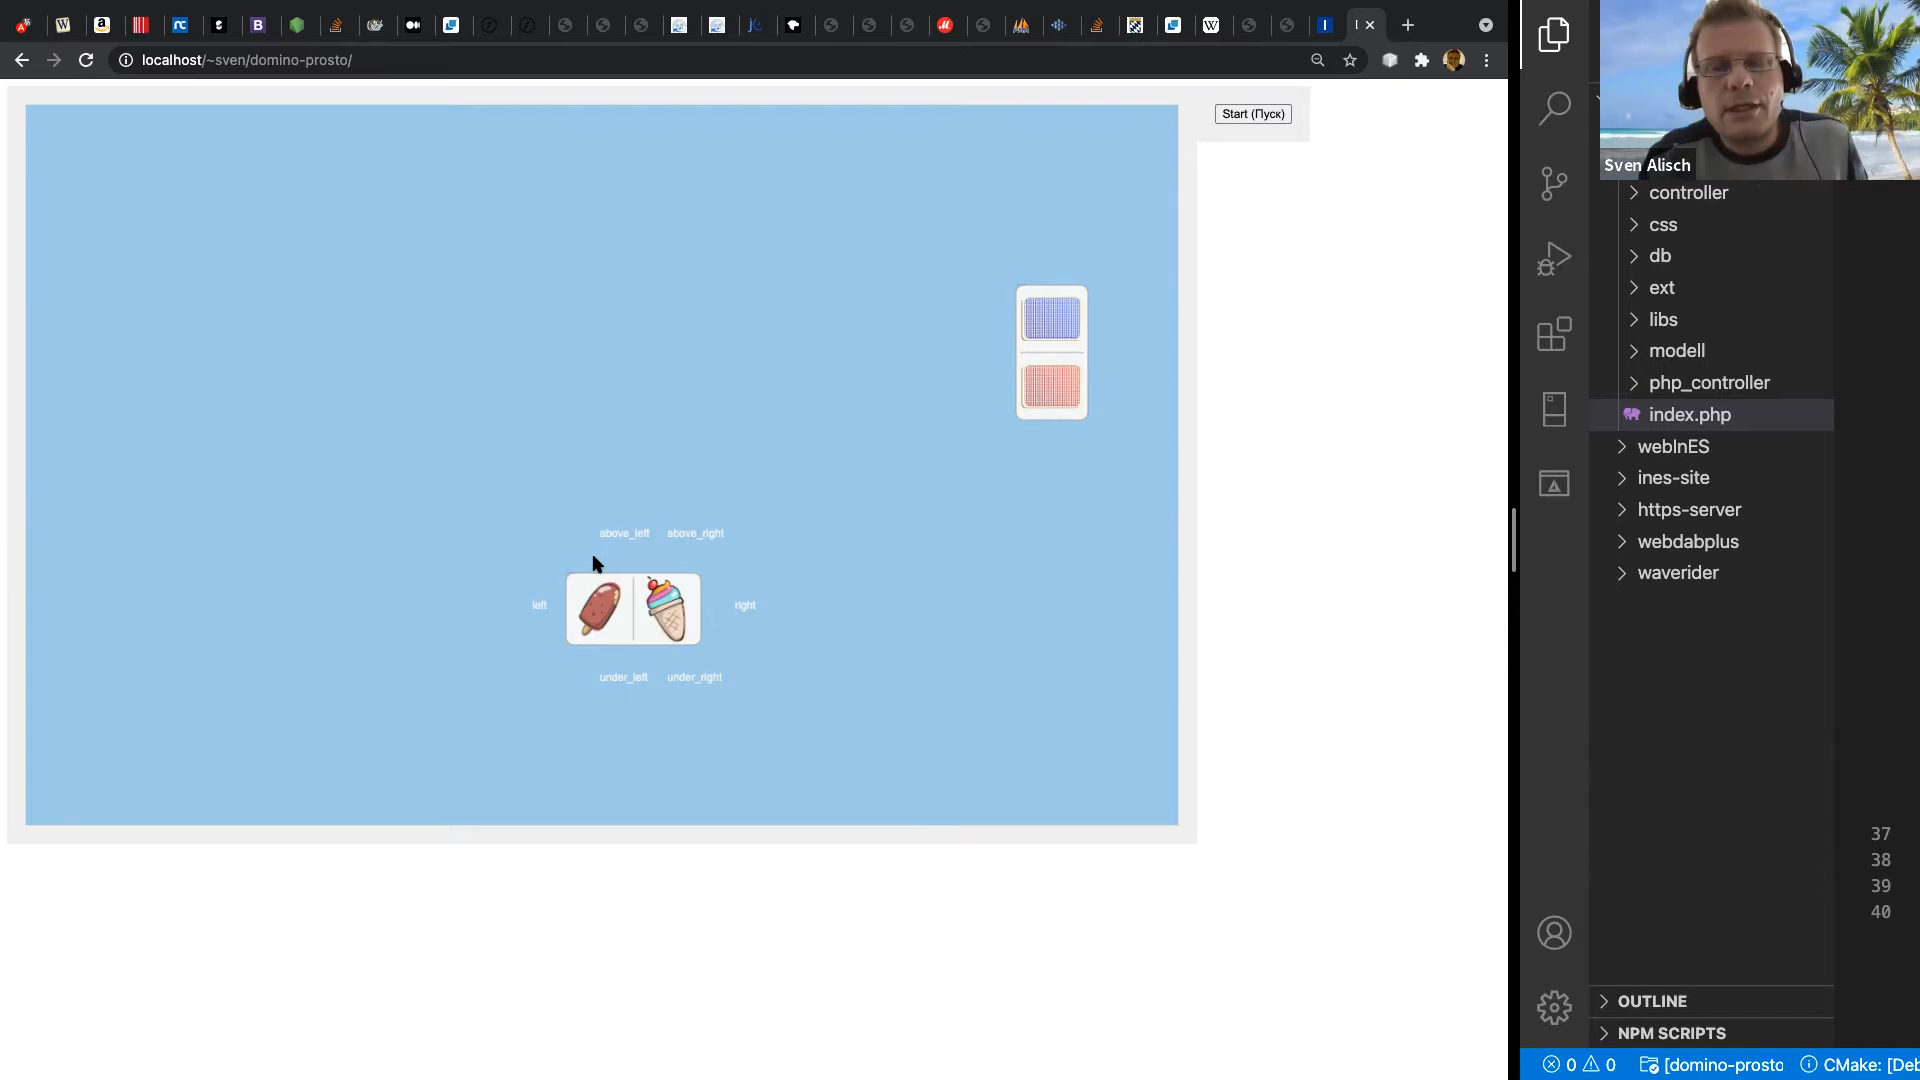 localhost/~sven/domino-prosto/
Start (Пуск)
above_left above_right
left right
under_left under_right
Sven Alisch
controller
css
db
ext
libs
modell
php_controller
index.php
webInES
ines-site
https-server
webdabplus
waverider
37
38
39
40
OUTLINE
NPM SCRIPTS
0 0 [domino-prosto CMake: [Deb